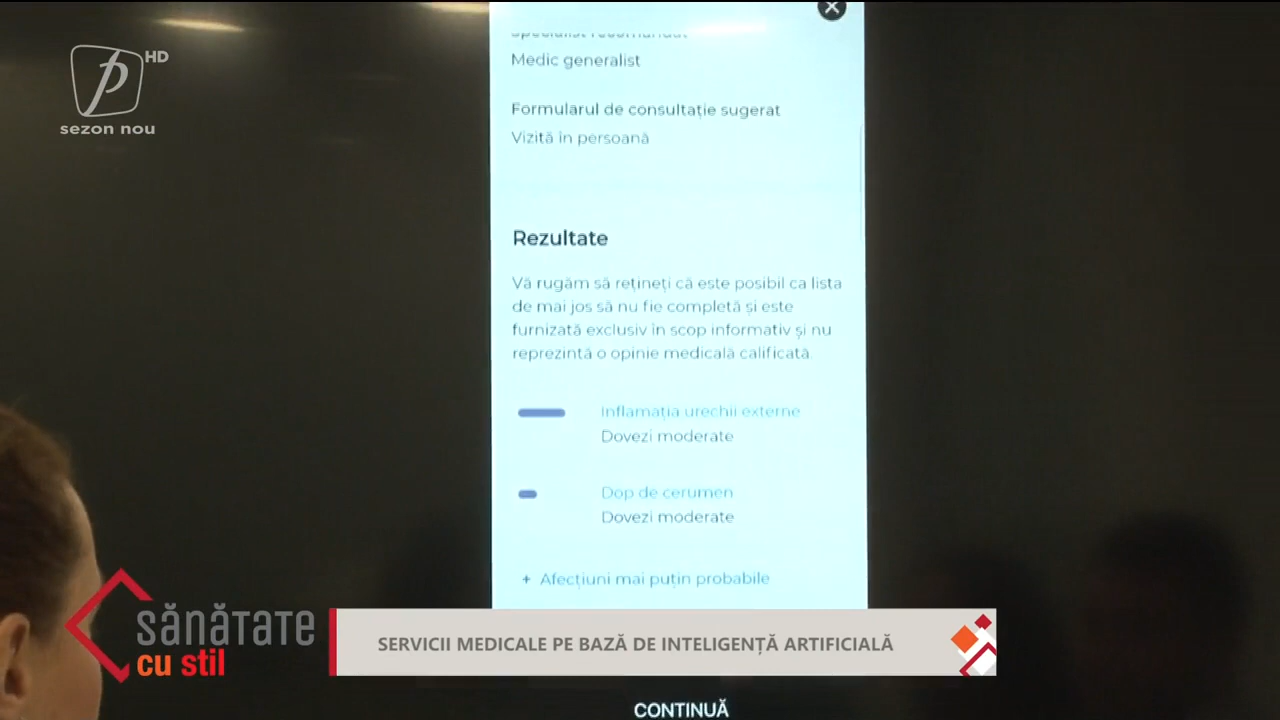 HD
sezon nou
Specialist recomandat
Medic generalist
Formularul de consultație sugerat
Vizită în persoană
Rezultate
Vă rugăm să rețineți că este posibil ca lista
de mai jos să nu fie completă și este
furnizată exclusiv în scop informativ și nu
reprezintă o opinie medicală calificată.
Inflamația urechii externe
Dovezi moderate
Dop de cerumen
Dovezi moderate
+ Afecțiuni mai puțin probabile
sănătate
cu stil
SERVICII MEDICALE PE BAZĂ DE INTELIGENȚĂ ARTIFICIALĂ
CONTINUĂ